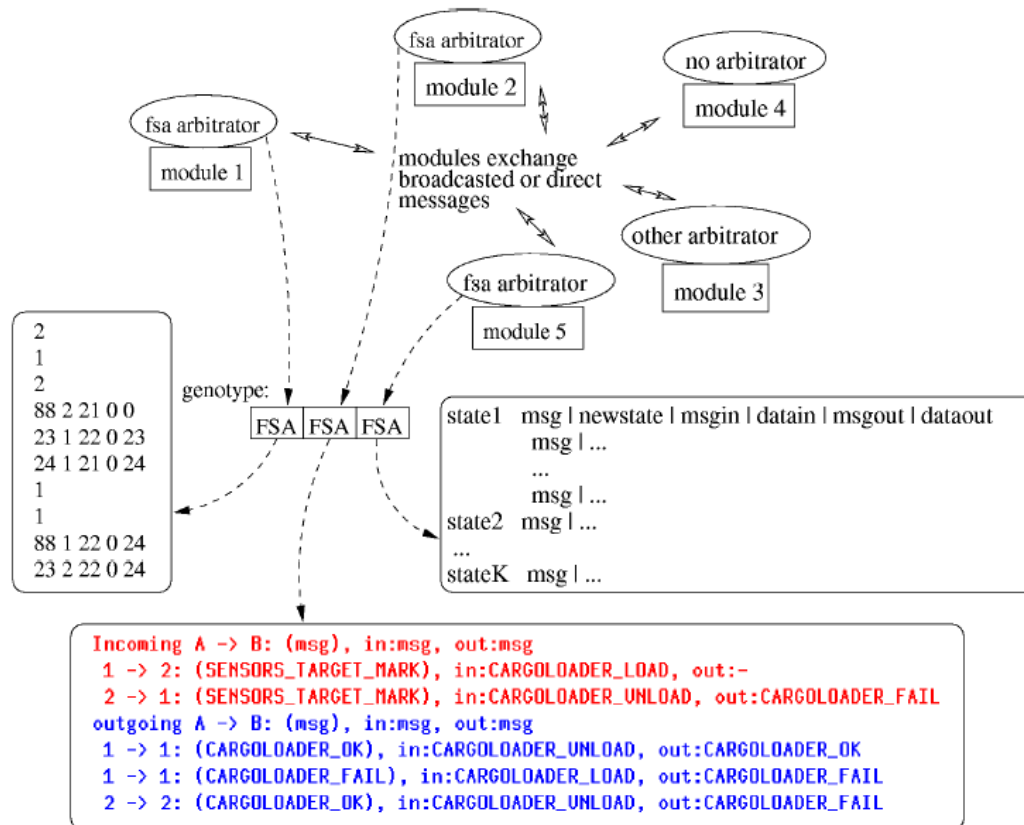 fsa arbitrator
module 2
no arbitrator
module 4
fsa arbitrator
module 1
modules exchange
broadcasted or direct
messages
other arbitrator
module 3
fsa arbitrator
module 5
2
1
2
88 2 21 0 0
23 1 22 0 23
24 1 21 0 24
1
1
88 1 22 0 24
23 2 22 0 24
genotype:
FSA FSA FSA
state1 msg | newstate | msgin | datain | msgout | dataout
msg | ...
...
msg | ...
state2 msg | ...
...
stateK msg | ...
Incoming A -> B: (msg), in:msg, out:msg
1 -> 2: (SENSORS_TARGET_MARK), in:CARGOLOADER_LOAD, out:-
2 -> 1: (SENSORS_TARGET_MARK), in:CARGOLOADER_UNLOAD, out:CARGOLOADER_FAIL
outgoing A -> B: (msg), in:msg, out:msg
1 -> 1: (CARGOLOADER_OK), in:CARGOLOADER_UNLOAD, out:CARGOLOADER_OK
1 -> 1: (CARGOLOADER_FAIL), in:CARGOLOADER_LOAD, out:CARGOLOADER_FAIL
2 -> 2: (CARGOLOADER_OK), in:CARGOLOADER_UNLOAD, out:CARGOLOADER_FAIL